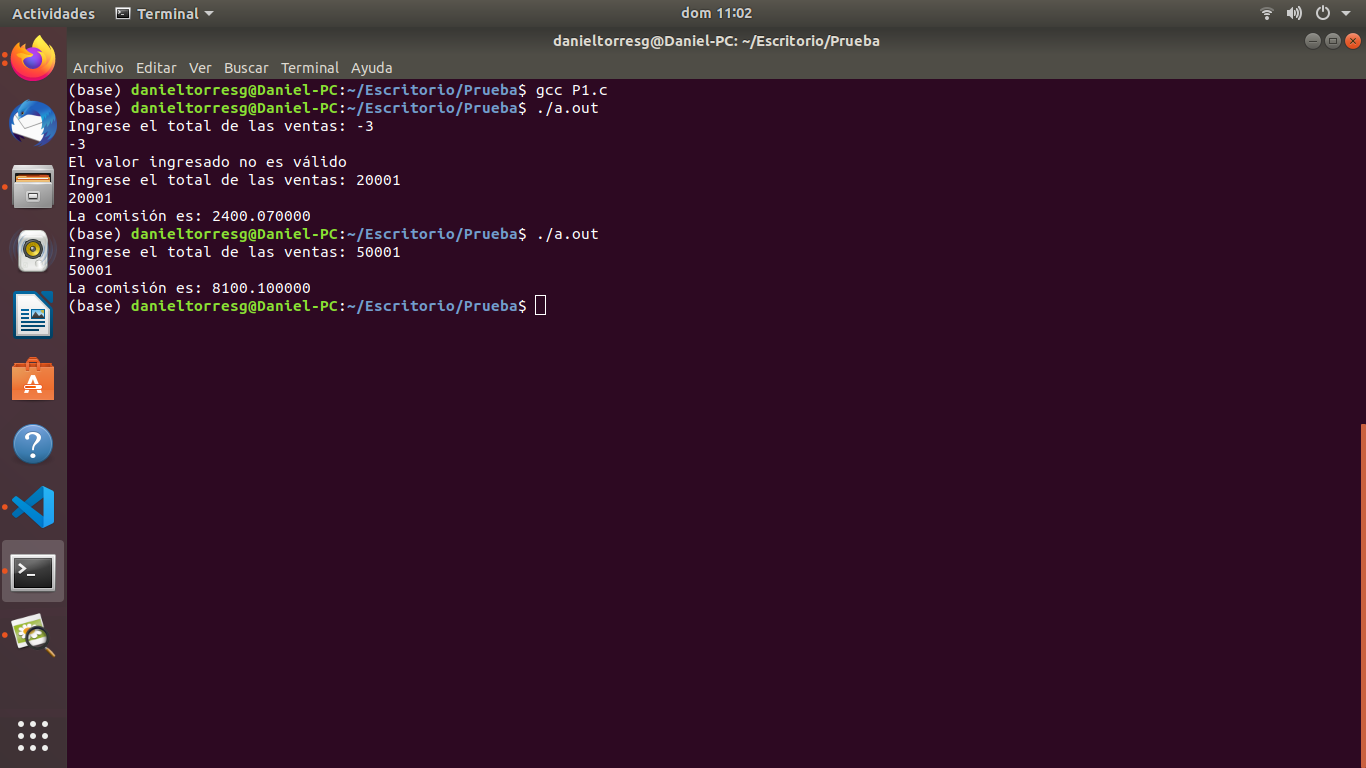 Actividades Terminal dom 11:02
danieltorresg@Daniel-PC: ~/Escritorio/Prueba
Archivo Editar Ver Buscar Terminal Ayuda
(base) danieltorresg@Daniel-PC:~/Escritorio/Prueba$ gcc P1.c
(base) danieltorresg@Daniel-PC:~/Escritorio/Prueba$ ./a.out
Ingrese el total de las ventas: -3
-3
El valor ingresado no es válido
Ingrese el total de las ventas: 20001
20001
La comisión es: 2400.070000
(base) danieltorresg@Daniel-PC:~/Escritorio/Prueba$ ./a.out
Ingrese el total de las ventas: 50001
50001
La comisión es: 8100.100000
(base) danieltorresg@Daniel-PC:~/Escritorio/Prueba$